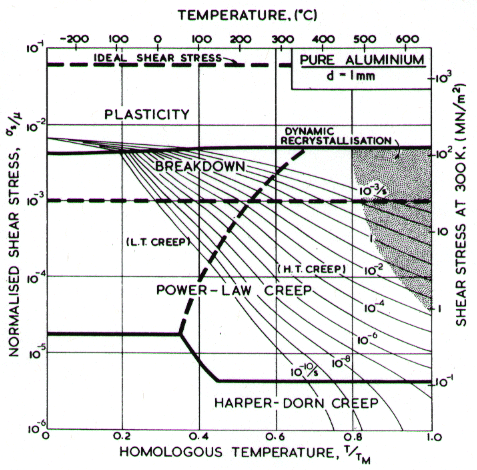 TEMPERATURE, (°C)
-200 -100 0 100 200 300 400 500 600
IDEAL SHEAR STRESS
PURE ALUMINIUM
d = 1mm
PLASTICITY
DYNAMIC
RECRYSTALLISATION
BREAKDOWN
10⁻³/s
(L.T. CREEP)
1
(H.T. CREEP)
10⁻²
POWER-LAW CREEP
10⁻⁴
10⁻⁶
10⁻⁸
10⁻¹⁰/s
HARPER-DORN CREEP
NORMALISED SHEAR STRESS, σs/μ
10⁻¹
10⁻²
10⁻³
10⁻⁴
10⁻⁵
10⁻⁶
SHEAR STRESS AT 300K, (MN/m²)
10³
10²
10
1
10⁻¹
0 0.2 0.4 0.6 0.8 1.0
HOMOLOGOUS TEMPERATURE, T/TM